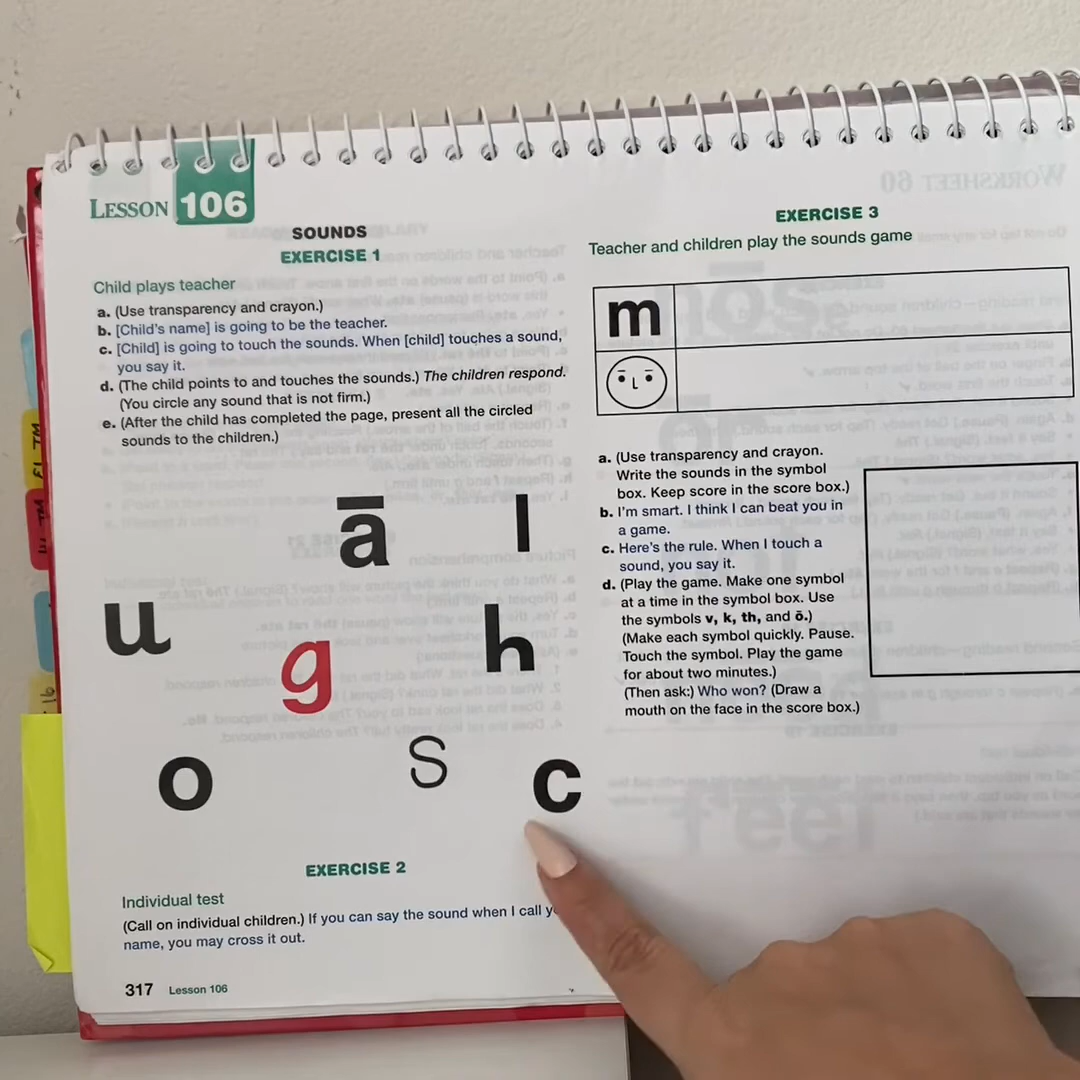 LESSON 106
SOUNDS
EXERCISE 1
Child plays teacher
a. (Use transparency and crayon.)
b. [Child's name] is going to be the teacher.
c. [Child] is going to touch the sounds. When [child] touches a sound,
you say it.
d. (The child points to and touches the sounds.) The children respond.
(You circle any sound that is not firm.)
e. (After the child has completed the page, present all the circled
sounds to the children.)
ā l
u g h
o s c
EXERCISE 2
Individual test
(Call on individual children.) If you can say the sound when I call
name, you may cross it out.
317 Lesson 106
EXERCISE 3
Teacher and children play the sounds game
m
a. (Use transparency and crayon.
Write the sounds in the symbol
box. Keep score in the score box.)
b. I'm smart. I think I can beat you in
a game.
c. Here's the rule. When I touch a
sound, you say it.
d. (Play the game. Make one symbol
at a time in the symbol box. Use
the symbols v, k, th, and ō.)
(Make each symbol quickly. Pause.
Touch the symbol. Play the game
for about two minutes.)
(Then ask:) Who won? (Draw a
mouth on the face in the score box.)